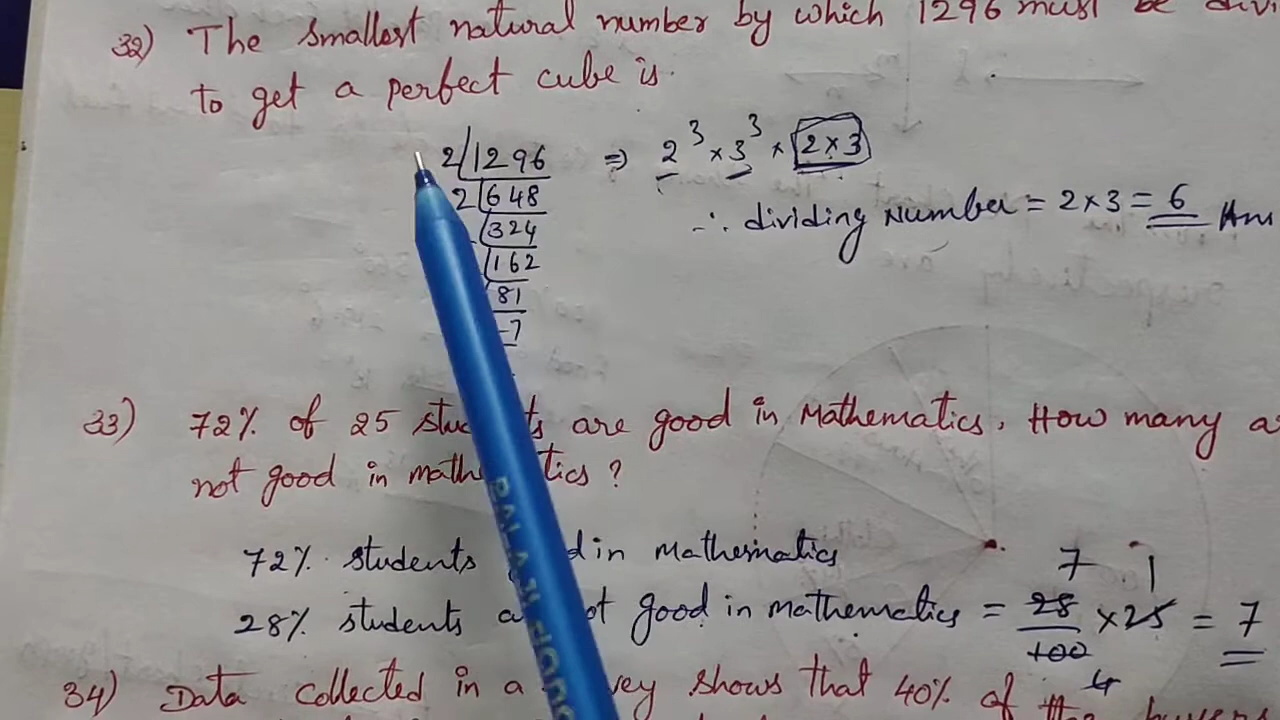 32) The smallest natural number by which 1296 must be divi
to get a perfect cube is.
2 1296 ⇒ 2³ × 3³ × 2×3
2 648
324
162
81
∴ dividing Number = 2×3 = 6 Ans
33) 72% of 25 are good in Mathematics. How many a
not good in ?
72% students in mathematics
28% students not good in mathematics = 28/100 × 25 = 7
7 1
4
34) Data collected in a shows that 40% of